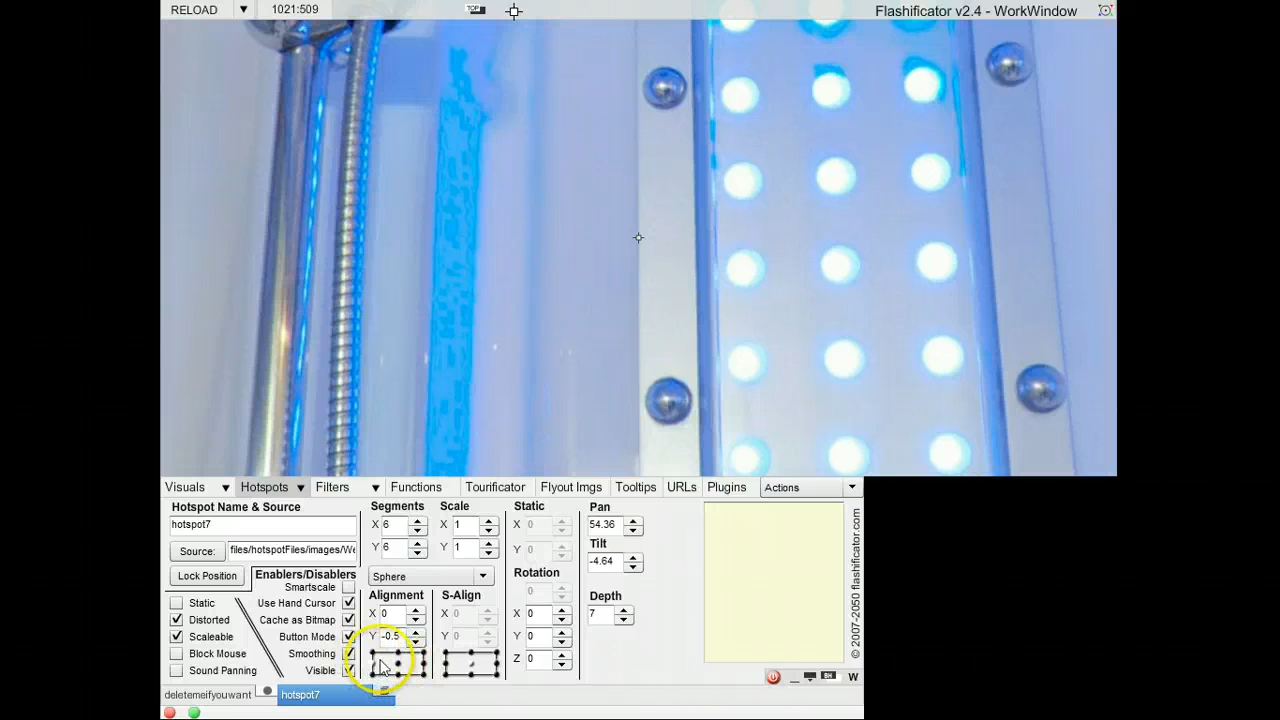 RELOAD 1021:509 TOP Flashificator v2.4 - WorkWindow
Visuals Hotspots Filters Functions Tourificator Flyout Imgs Tooltips URLs Plugins Actions
Hotspot Name & Source Segments Scale Static Pan
hotspot7 X 6 X 1 X 0 54.36
Source: files/hotspotFiles/images/We Y 6 Y 1 Y 0 Tilt
-4.64
Lock Position Enablers/Disablers Sphere Rotation
Smartscale 0
Alignment S-Align Depth
Static Use Hand Cursor X 0 X 0 X 0 7
Distorted Cache as Bitmap
Scaleable Button Mode Y -0.5 Y 0 Y 0
Block Mouse Smoothing Z 0
Sound Panning Visible
BH W
deletemeifyouwant hotspot7
© 2007-2050 flashificator.com